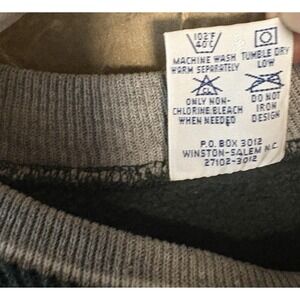 102°F
40°C
MACHINE WASH TUMBLE DRY
WARM SEPARATELY LOW
CL
ONLY NON- DO NOT
CHLORINE BLEACH IRON
WHEN NEEDED DESIGN
P.O. BOX 3012
WINSTON-SALEM N.C.
27102-3012